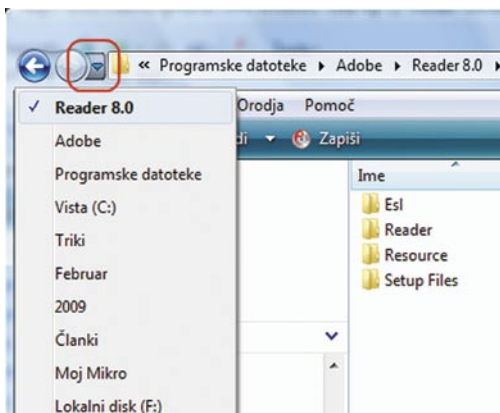 « Programske datoteke ▸ Adobe ▸ Reader 8.0 ▸
Orodja Pomoč
Zapiši
✓ Reader 8.0
Adobe
Programske datoteke
Vista (C:)
Triki
Februar
2009
Članki
Moj Mikro
Lokalni disk (F:)
Ime
Esl
Reader
Resource
Setup Files